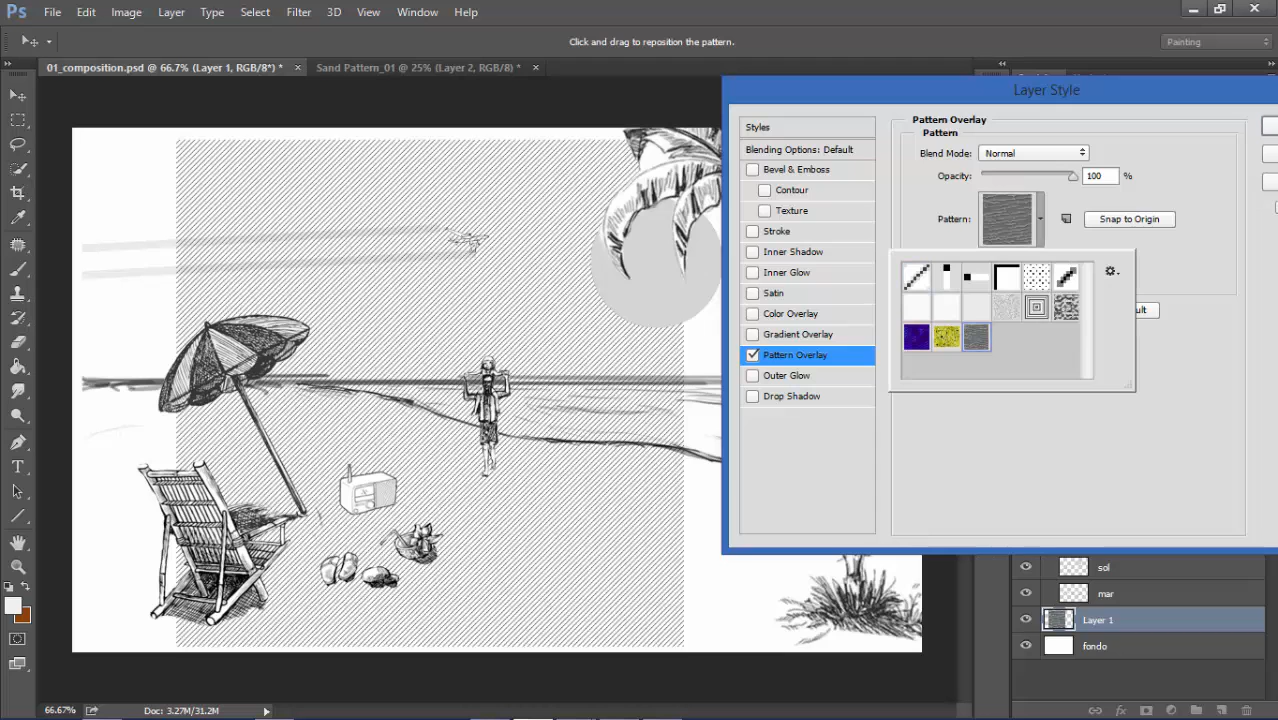 Ps File Edit Image Layer Type Select Filter 3D View Window Help
Click and drag to reposition the pattern.
Painting
01_composition.psd @ 66.7% (Layer 1, RGB/8*) *
Sand Pattern_01 @ 25% (Layer 2, RGB/8) *
Layer Style
Styles
Blending Options: Default
Bevel & Emboss
Contour
Texture
Stroke
Inner Shadow
Inner Glow
Satin
Color Overlay
Gradient Overlay
Pattern Overlay
Outer Glow
Drop Shadow
Pattern Overlay
Pattern
Blend Mode: Normal
Opacity: 100 %
Pattern: Snap to Origin
ult
sol
mar
Layer 1
fondo
66.67% Doc: 3.27M/31.2M